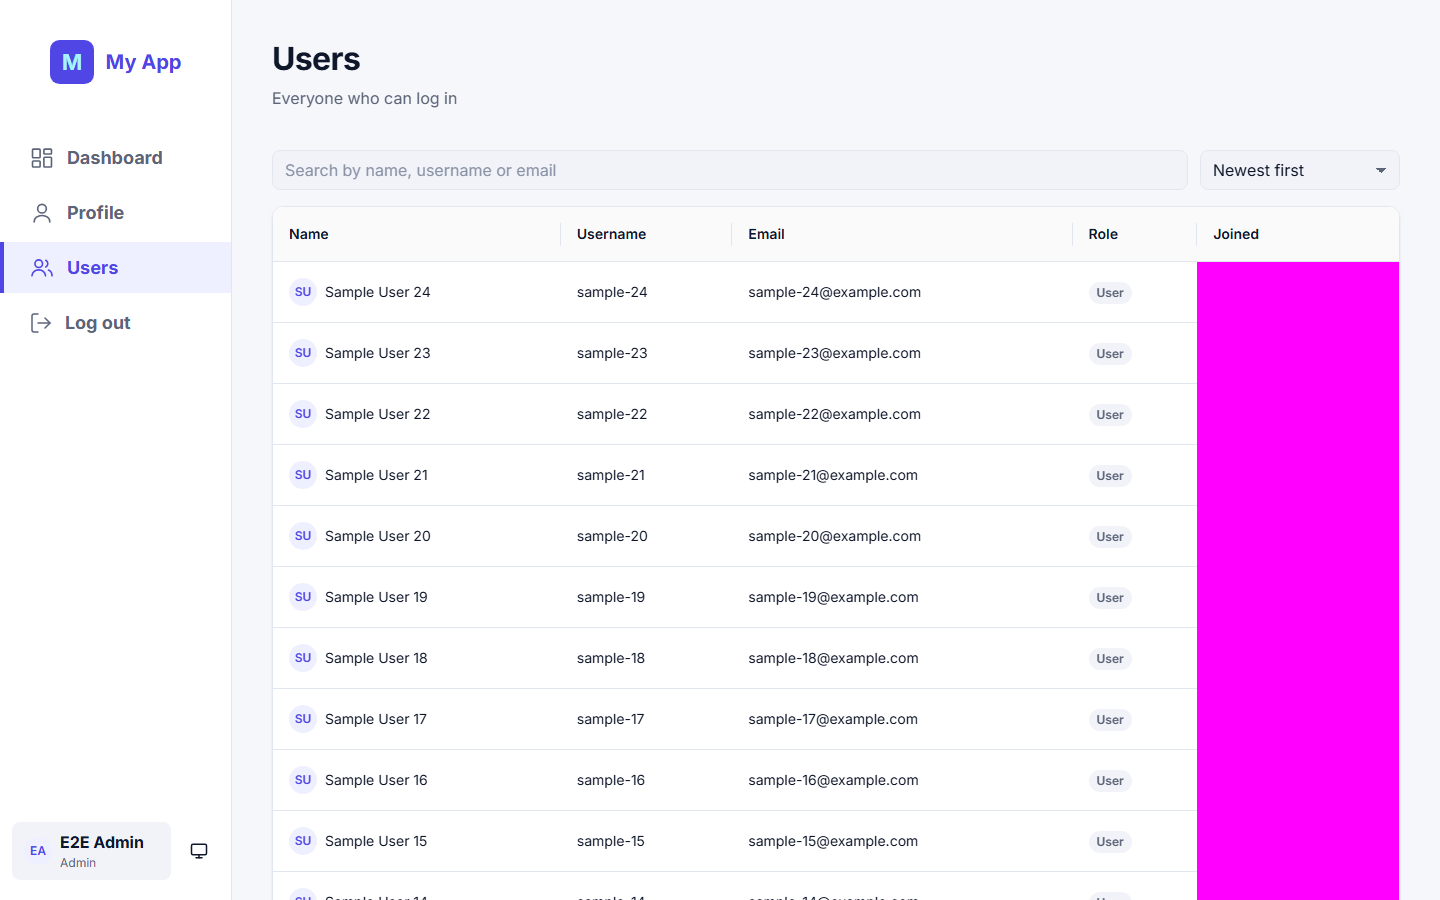 M My App
Dashboard
Profile
Users
Log out
E2E Admin
EA
Admin
Users
Everyone who can log in
Search by name, username or email
Newest first
Name Username Email Role Joined
SU Sample User 24 sample-24 sample-24@example.com User
SU Sample User 23 sample-23 sample-23@example.com User
SU Sample User 22 sample-22 sample-22@example.com User
SU Sample User 21 sample-21 sample-21@example.com User
SU Sample User 20 sample-20 sample-20@example.com User
SU Sample User 19 sample-19 sample-19@example.com User
SU Sample User 18 sample-18 sample-18@example.com User
SU Sample User 17 sample-17 sample-17@example.com User
SU Sample User 16 sample-16 sample-16@example.com User
SU Sample User 15 sample-15 sample-15@example.com User